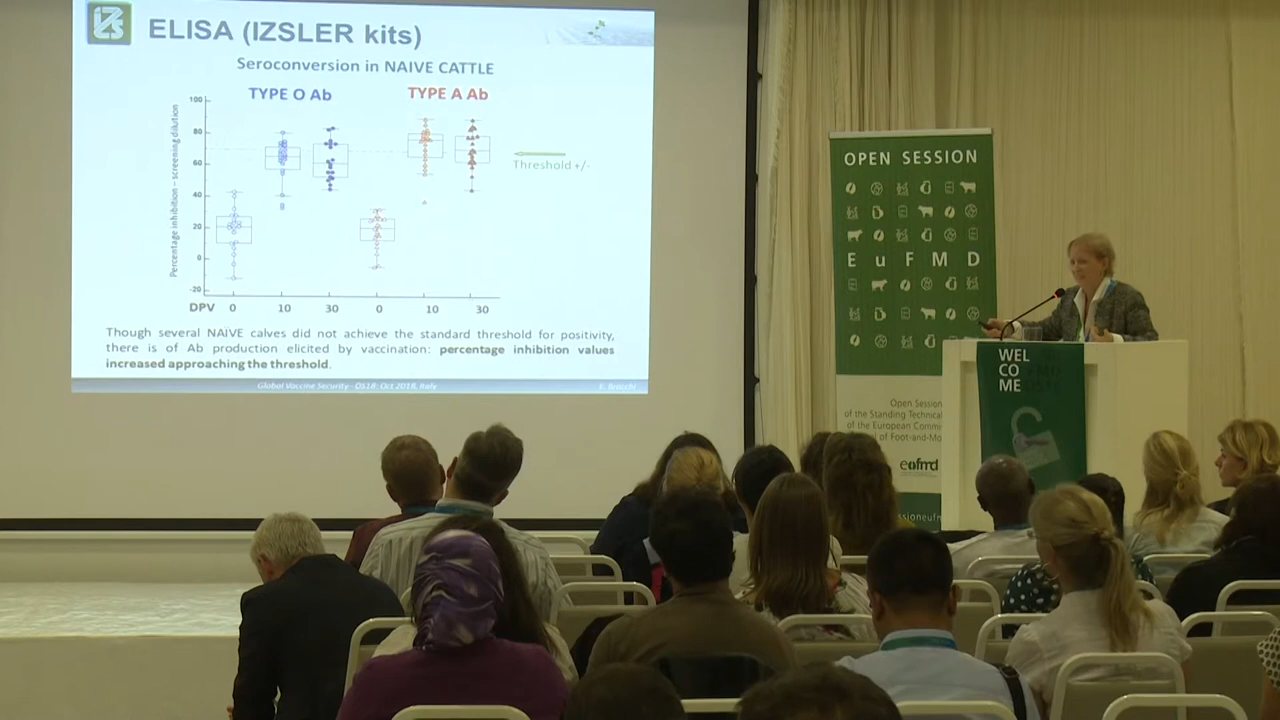 IZS
ELISA (IZSLER kits)
Seroconversion in NAIVE CATTLE
TYPE O Ab
TYPE A Ab
Percentage inhibition – screening dilution
100
80
60
40
20
0
-20
Threshold +/-
DPV 0 10 30 0 10 30
Though several NAIVE calves did not achieve the standard threshold for positivity,
there is of Ab production elicited by vaccination: percentage inhibition values
increased approaching the threshold.
Global Vaccine Security - OS18: Oct 2018, Italy
E. Brocchi
OPEN SESSION
E u F M D
Open Session
of the Standing Technical
of the European Commi
of Foot-and-Mo
eofmd
WEL
CO
ME